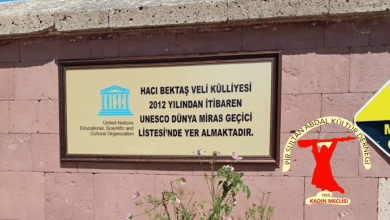 HACI BEKTAŞ VELİ KÜLLİYESİ
2012 YILINDAN İTİBAREN
UNESCO DÜNYA MİRAS GEÇİCİ
LİSTESİ'NDE YER ALMAKTADIR.
UNESCO
United Nations
Educational, Scientific and
Cultural Organization
PİR SULTAN ABDAL KÜLTÜR DERNEĞİ
KADIN MECLİSİ